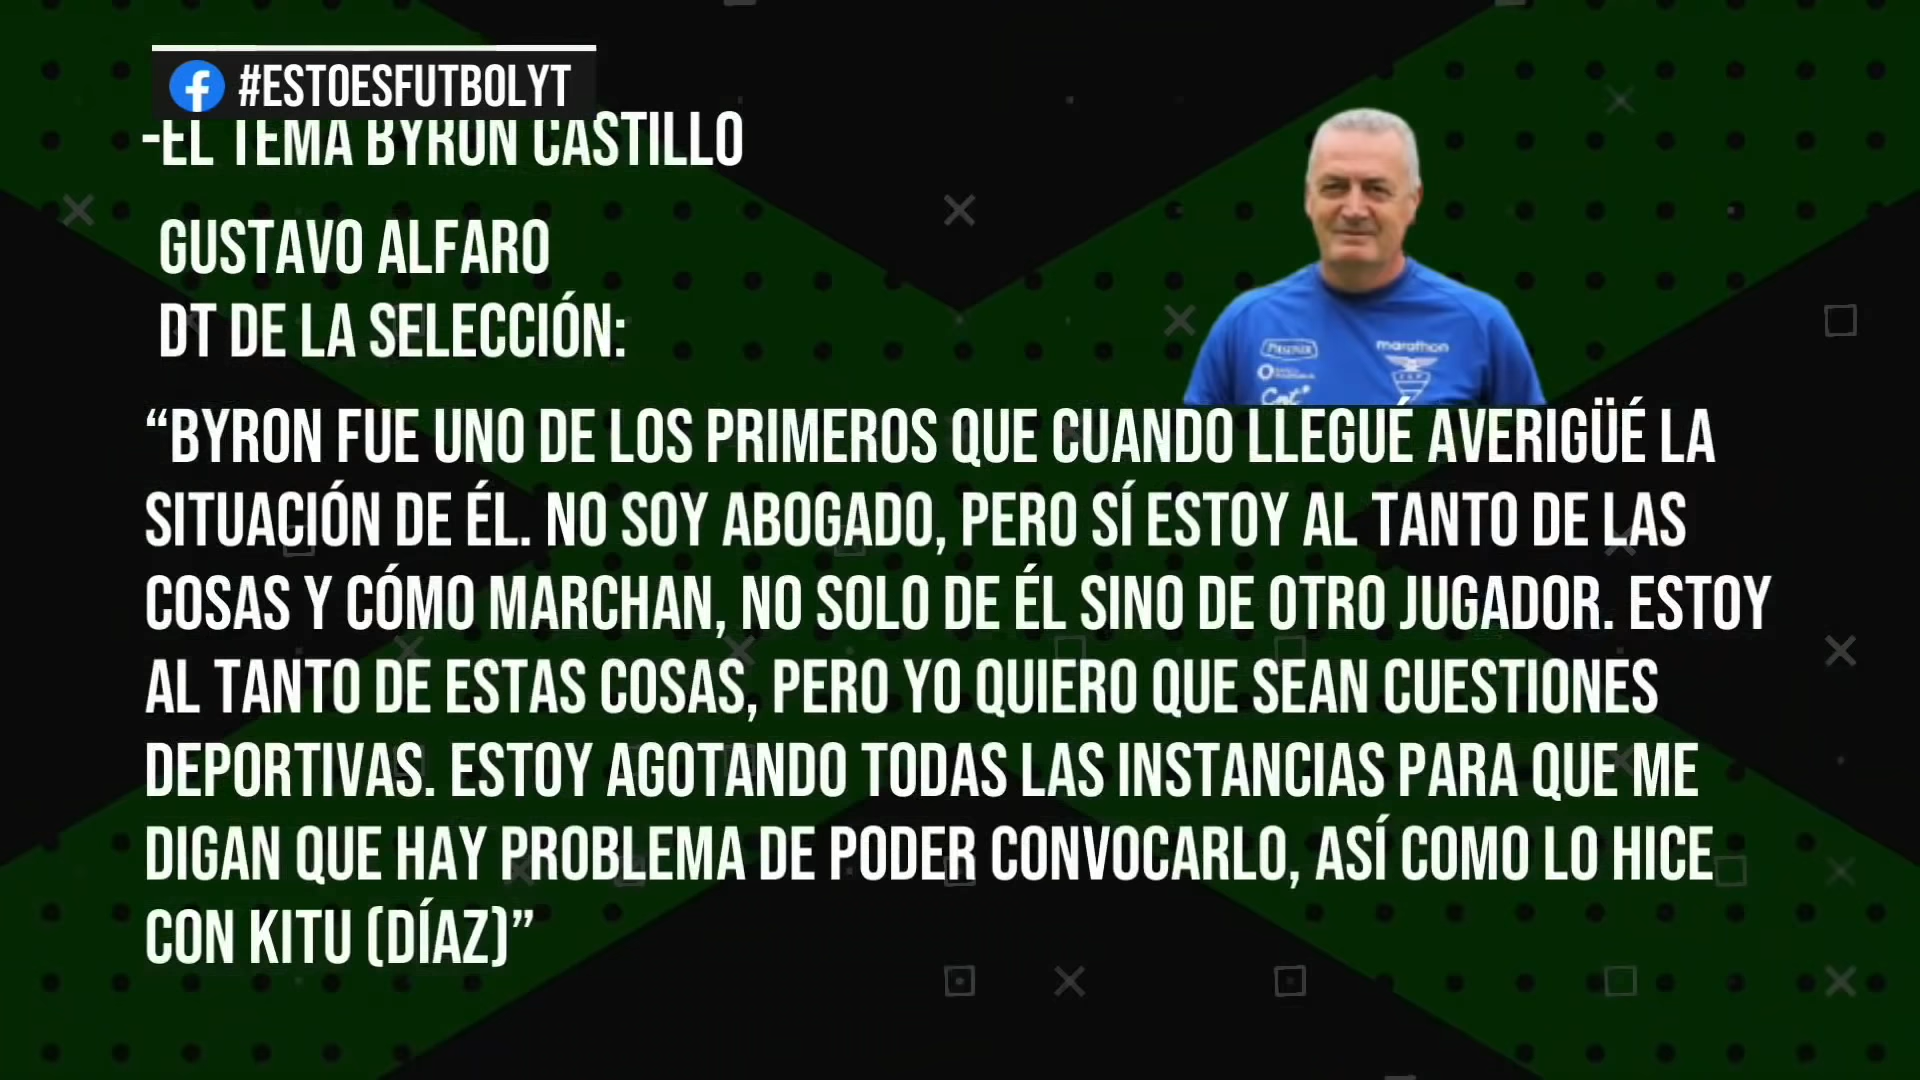 #ESTOESFUTBOLYT
-EL TEMA BYRON CASTILLO
GUSTAVO ALFARO
DT DE LA SELECCIÓN:
“BYRON FUE UNO DE LOS PRIMEROS QUE CUANDO LLEGUÉ AVERIGÜÉ LA
SITUACIÓN DE ÉL. NO SOY ABOGADO, PERO SÍ ESTOY AL TANTO DE LAS
COSAS Y CÓMO MARCHAN, NO SOLO DE ÉL SINO DE OTRO JUGADOR. ESTOY
AL TANTO DE ESTAS COSAS, PERO YO QUIERO QUE SEAN CUESTIONES
DEPORTIVAS. ESTOY AGOTANDO TODAS LAS INSTANCIAS PARA QUE ME
DIGAN QUE HAY PROBLEMA DE PODER CONVOCARLO, ASÍ COMO LO HICE
CON KITU (DÍAZ)”
marathon
PILSENER